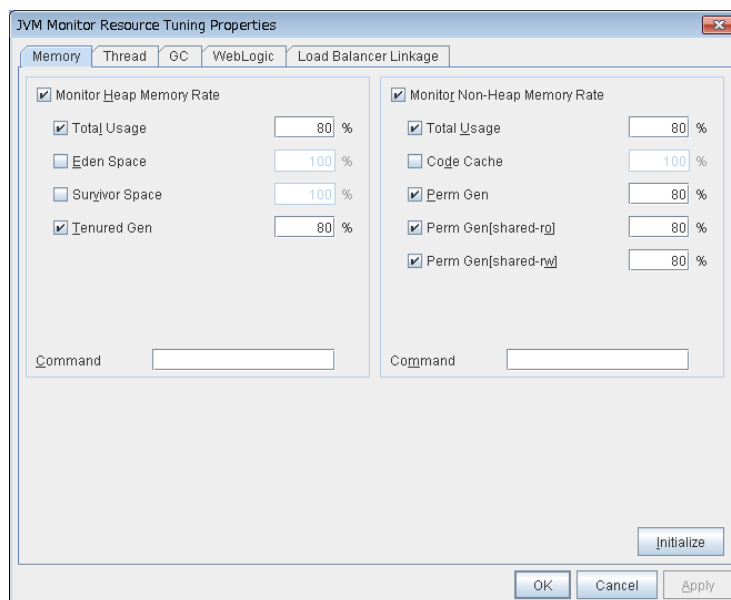 JVM Monitor Resource Tuning Properties
Memory Thread GC WebLogic Load Balancer Linkage
Monitor Heap Memory Rate
Total Usage 80 %
Eden Space 100 %
Survivor Space 100 %
Tenured Gen 80 %
Command
Monitor Non-Heap Memory Rate
Total Usage 80 %
Code Cache 100 %
Perm Gen 80 %
Perm Gen[shared-ro] 80 %
Perm Gen[shared-rw] 80 %
Command
Initialize
OK Cancel Apply